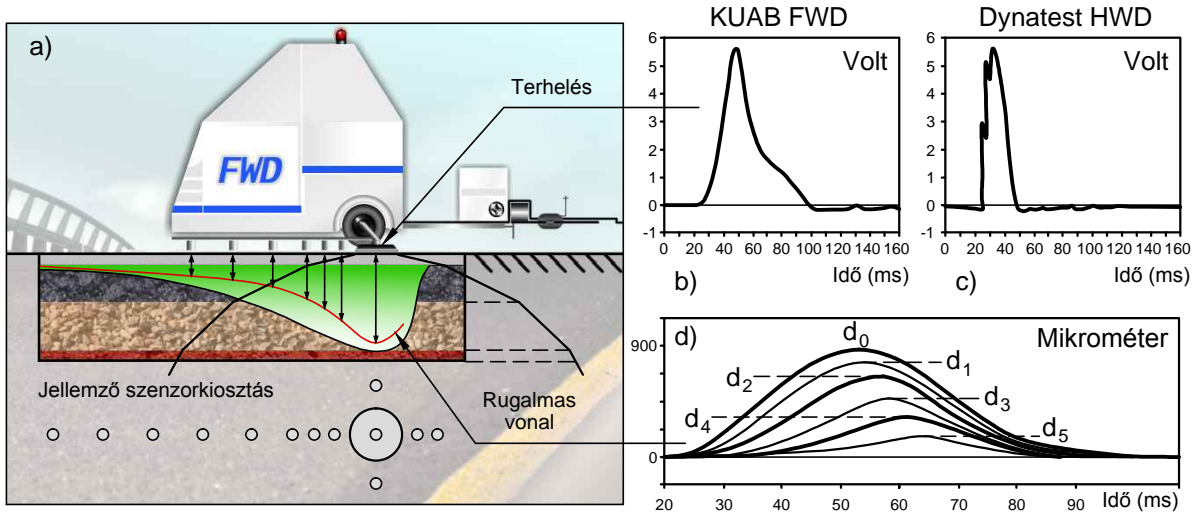 a)
FWD
Terhelés
Jellemző szenzorkiosztás
Rugalmas
vonal
KUAB FWD
Volt
6
5
4
3
2
1
0
-1
0 20 40 60 80 100 120 140 160
b) Idő (ms)
Dynatest HWD
Volt
6
5
4
3
2
1
0
-1
0 20 40 60 80 100 120 140 160
Idő (ms) c)
d) Mikrométer
900
0
d0
d1
d2
d3
d4
d5
20 30 40 50 60 70 80 90 Idő (ms)